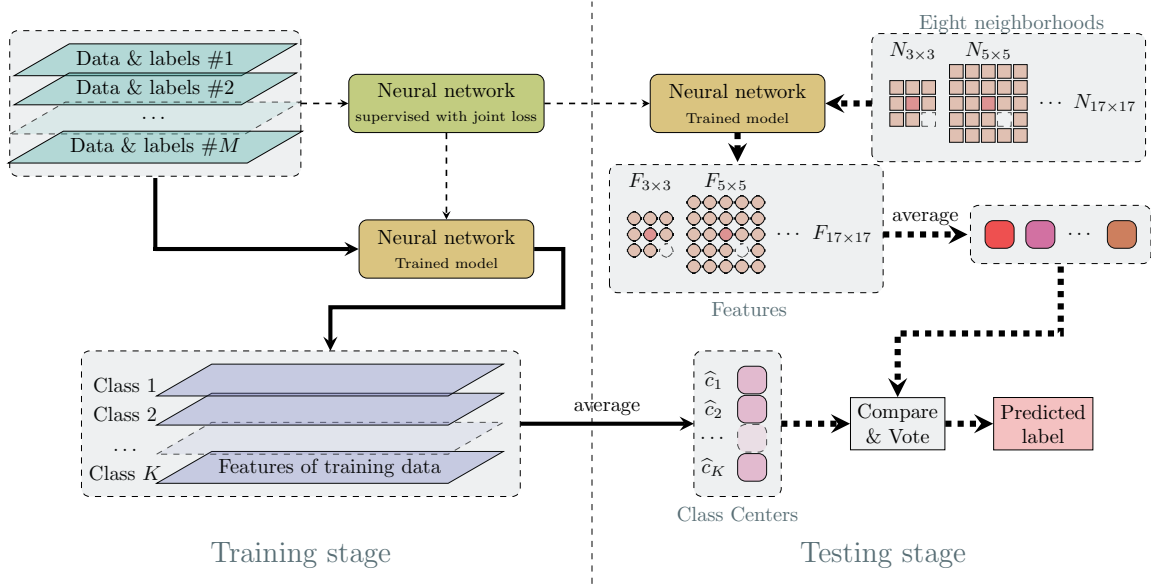 Eight neighborhoods
Data & labels #1
Data & labels #2
...
Data & labels #M
Neural network
supervised with joint loss
Neural network
Trained model
N3×3
N5×5
··· N17×17
Neural network
Trained model
F3×3
F5×5
··· F17×17
Features
average
···
Class 1
Class 2
...
Class K
Features of training data
average
ĉ1
ĉ2
···
ĉK
Class Centers
Compare
& Vote
Predicted
label
Training stage
Testing stage